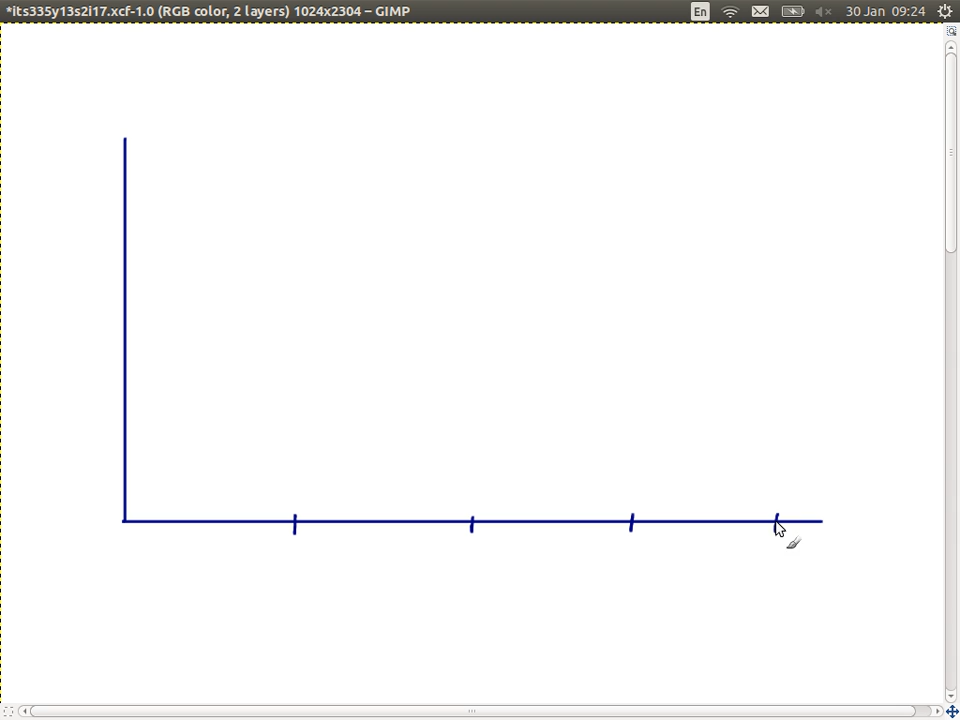 *its335y13s2i17.xcf-1.0 (RGB color, 2 layers) 1024x2304 – GIMP En 30 Jan 09:24